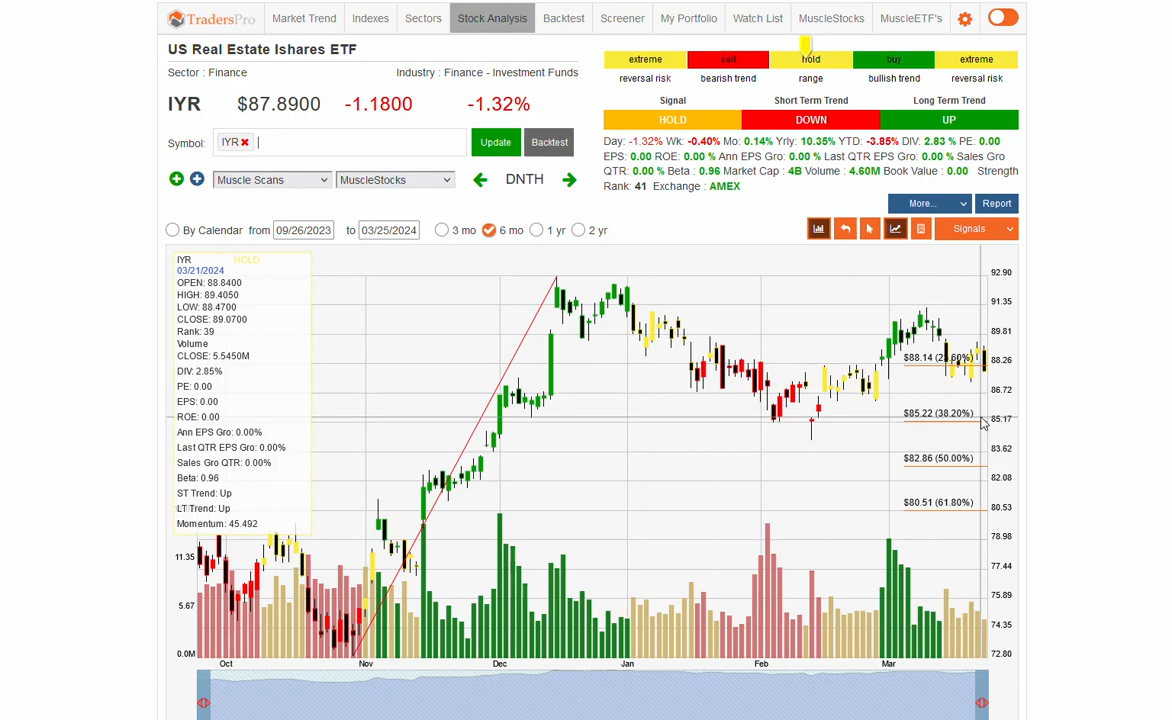 TradersPro
Market Trend
Indexes
Sectors
Stock Analysis
Backtest
Screener
My Portfolio
Watch List
MuscleStocks
MuscleETF's
US Real Estate Ishares ETF
Sector : Finance
Industry : Finance - Investment Funds
IYR $87.8900 -1.1800 -1.32%
Symbol: IYR
Update
Backtest
Muscle Scans
MuscleStocks
DNTH
extreme sell hold buy extreme
reversal risk bearish trend range bullish trend reversal risk
Signal Short Term Trend Long Term Trend
HOLD DOWN UP
Day: -1.32% Wk: -0.40% Mo: 0.14% Yrly: 10.35% YTD: -3.85% DIV: 2.83 % PE: 0.00
EPS: 0.00 ROE: 0.00 % Ann EPS Gro: 0.00 % Last QTR EPS Gro: 0.00 % Sales Gro
QTR: 0.00 % Beta : 0.96 Market Cap : 4B Volume : 4.60M Book Value : 0.00 Strength
Rank: 41 Exchange : AMEX
More...
Report
By Calendar from 09/26/2023 to 03/25/2024 3 mo 6 mo 1 yr 2 yr
Signals
IYR HOLD
03/21/2024
OPEN: 88.8400
HIGH: 89.4050
LOW: 88.4700
CLOSE: 89.0700
Rank: 39
Volume
CLOSE: 5.5450M
DIV: 2.85%
PE: 0.00
EPS: 0.00
ROE: 0.00
Ann EPS Gro: 0.00%
Last QTR EPS Gro: 0.00%
Sales Gro QTR: 0.00%
Beta: 0.96
ST Trend: Up
LT Trend: Up
Momentum: 45.492
11.35
5.67
0.0M
$88.14 (23.60%)
$85.22 (38.20%)
$82.86 (50.00%)
$80.51 (61.80%)
92.90
91.35
89.81
88.26
86.72
85.17
83.62
82.08
80.53
78.98
77.44
75.89
74.35
72.80
Oct Nov Dec Jan Feb Mar